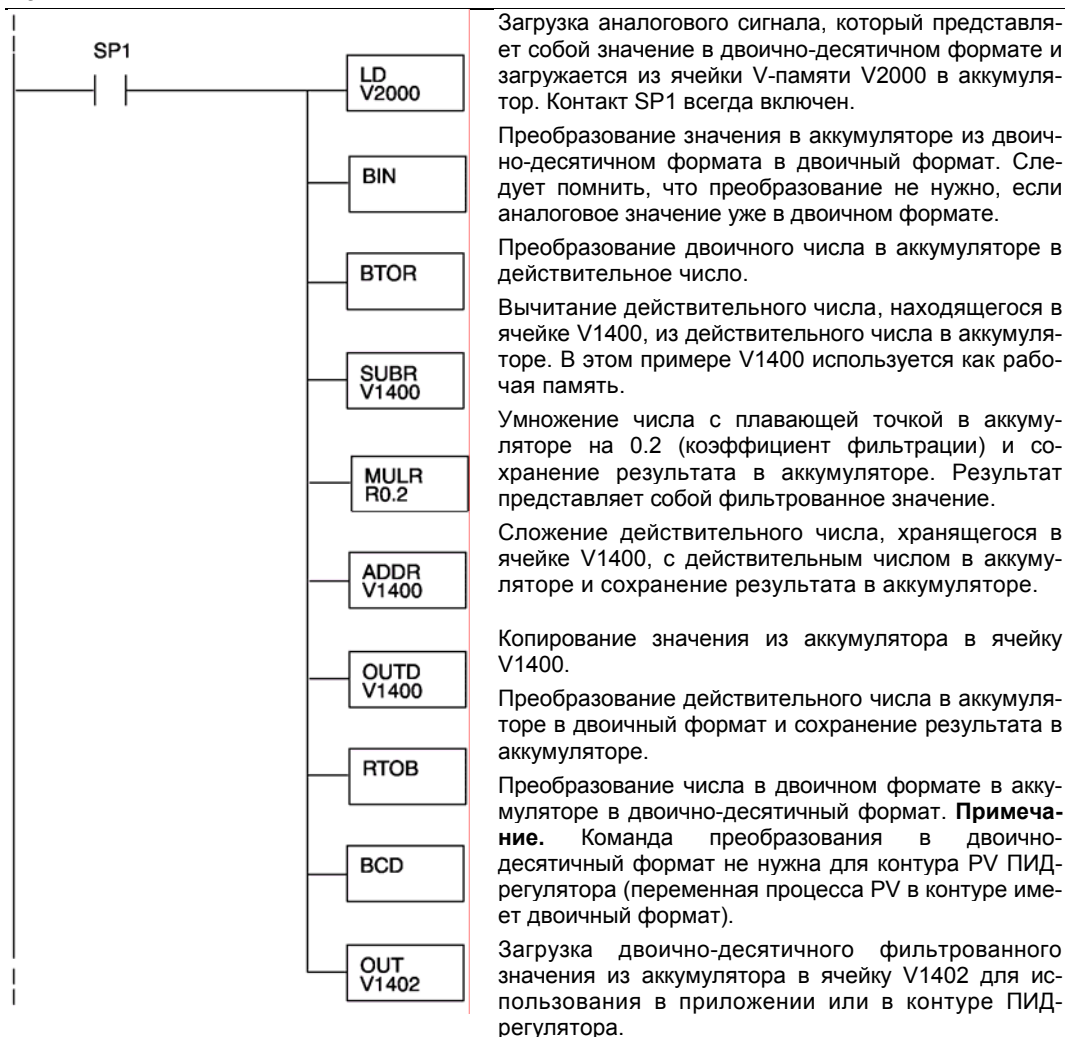 SP1
LD
V2000
BIN
BTOR
SUBR
V1400
MULR
R0.2
ADDR
V1400
OUTD
V1400
RTOB
BCD
OUT
V1402
Загрузка аналогового сигнала, который представля-
ет собой значение в двоично-десятичном формате и
загружается из ячейки V-памяти V2000 в аккумуля-
тор. Контакт SP1 всегда включен.
Преобразование значения в аккумуляторе из двоич-
но-десятичном формата в двоичный формат. Сле-
дует помнить, что преобразование не нужно, если
аналоговое значение уже в двоичном формате.
Преобразование двоичного числа в аккумуляторе в
действительное число.
Вычитание действительного числа, находящегося в
ячейке V1400, из действительного числа в аккумуля-
торе. В этом примере V1400 используется как рабо-
чая память.
Умножение числа с плавающей точкой в аккуму-
ляторе на 0.2 (коэффициент фильтрации) и со-
хранение результата в аккумуляторе. Результат
представляет собой фильтрованное значение.
Сложение действительного числа, хранящегося в
ячейке V1400, с действительным числом в аккуму-
ляторе и сохранение результата в аккумуляторе.
Копирование значения из аккумулятора в ячейку
V1400.
Преобразование действительного числа в аккумуля-
торе в двоичный формат и сохранение результата в
аккумуляторе.
Преобразование числа в двоичном формате в акку-
муляторе в двоично-десятичный формат. Примеча-
ние. Команда преобразования в двоично-
десятичный формат не нужна для контура PV ПИД-
регулятора (переменная процесса PV в контуре име-
ет двоичный формат).
Загрузка двоично-десятичного фильтрованного
значения из аккумулятора в ячейку V1402 для ис-
пользования в приложении или в контуре ПИД-
регулятора.